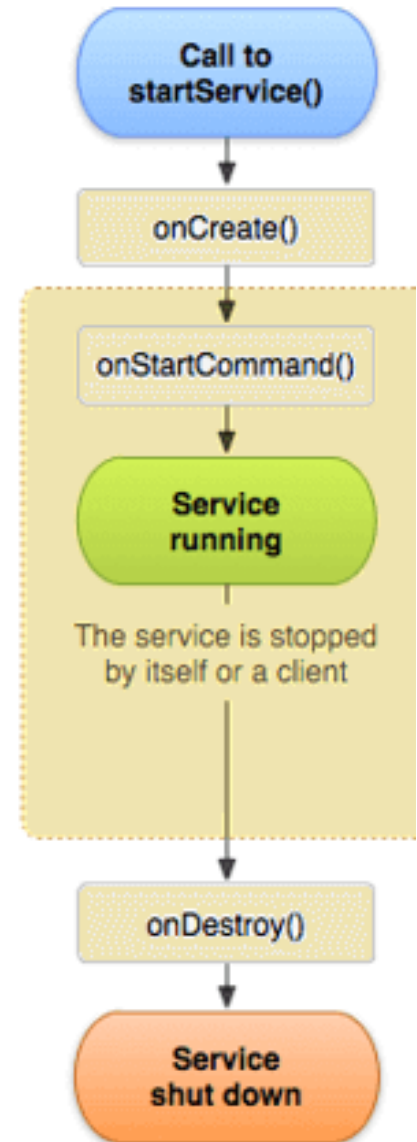 Call to
startService()
onCreate()
onStartCommand()
Service
running
The service is stopped
by itself or a client
onDestroy()
Service
shut down